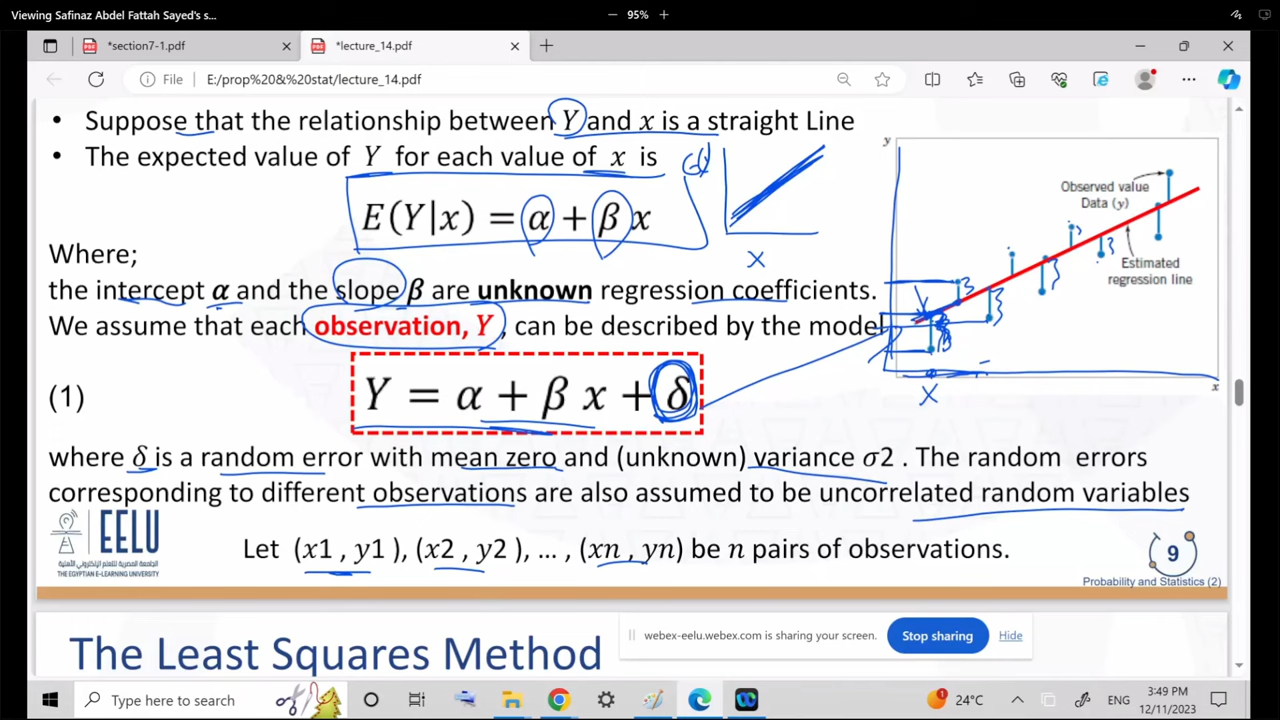 Viewing Safinaz Abdel Fattah Sayed's s...
95%
*section7-1.pdf
*lecture_14.pdf
File
E:/prop%20&%20stat/lecture_14.pdf
• Suppose that the relationship between Y and x is a straight Line
• The expected value of Y for each value of x is
E(Y|x) = α + β x
x
y
Observed value
Data (y)
Estimated
regression line
x
X
Where;
the intercept α and the slope β are unknown regression coefficients.
We assume that each observation, Y , can be described by the model
(1)
Y = α + β x + δ
where δ is a random error with mean zero and (unknown) variance σ2 . The random errors
corresponding to different observations are also assumed to be uncorrelated random variables
Let (x1 , y1 ), (x2 , y2 ), … , (xn , yn) be n pairs of observations.
EELU
الجامعة المصرية للتعلم الإلكتروني الأهلية
THE EGYPTIAN E-LEARNING UNIVERSITY
9
Probability and Statistics (2)
The Least Squares Method
webex-eelu.webex.com is sharing your screen.
Stop sharing
Hide
Type here to search
1
24°C
ENG
3:49 PM
12/11/2023